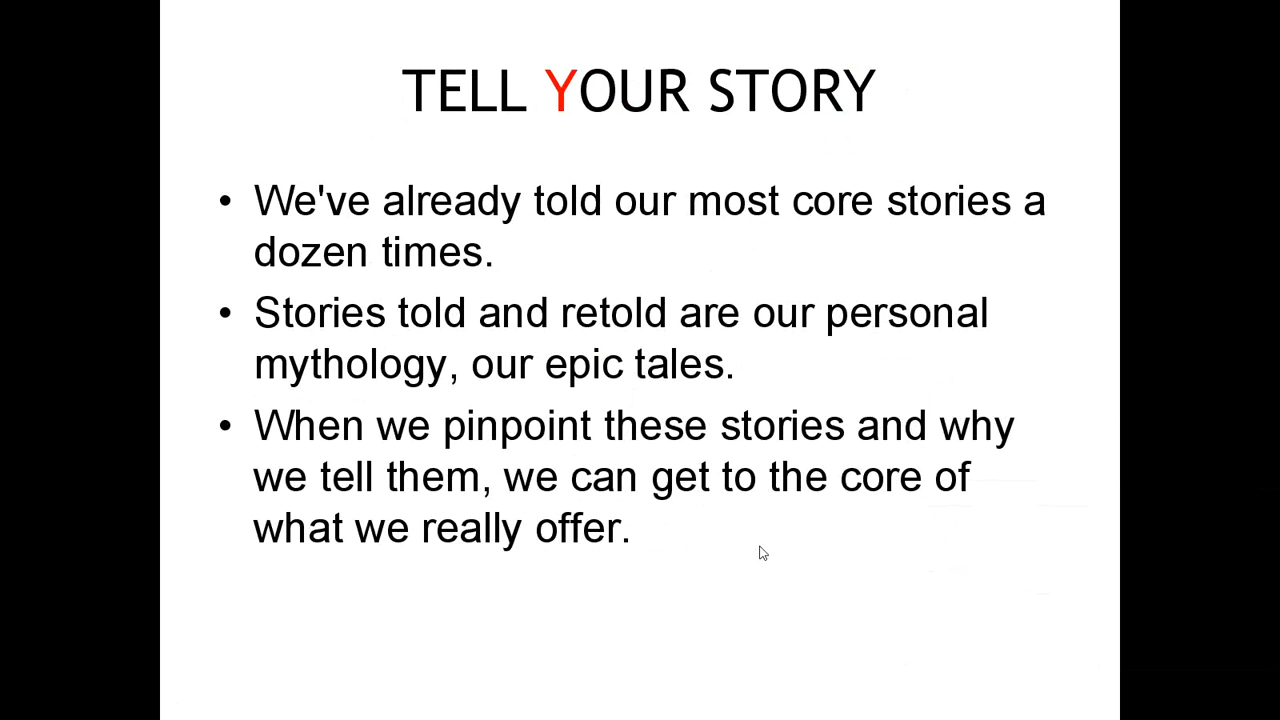 TELL YOUR STORY
• We've already told our most core stories a
dozen times.
• Stories told and retold are our personal
mythology, our epic tales.
• When we pinpoint these stories and why
we tell them, we can get to the core of
what we really offer.